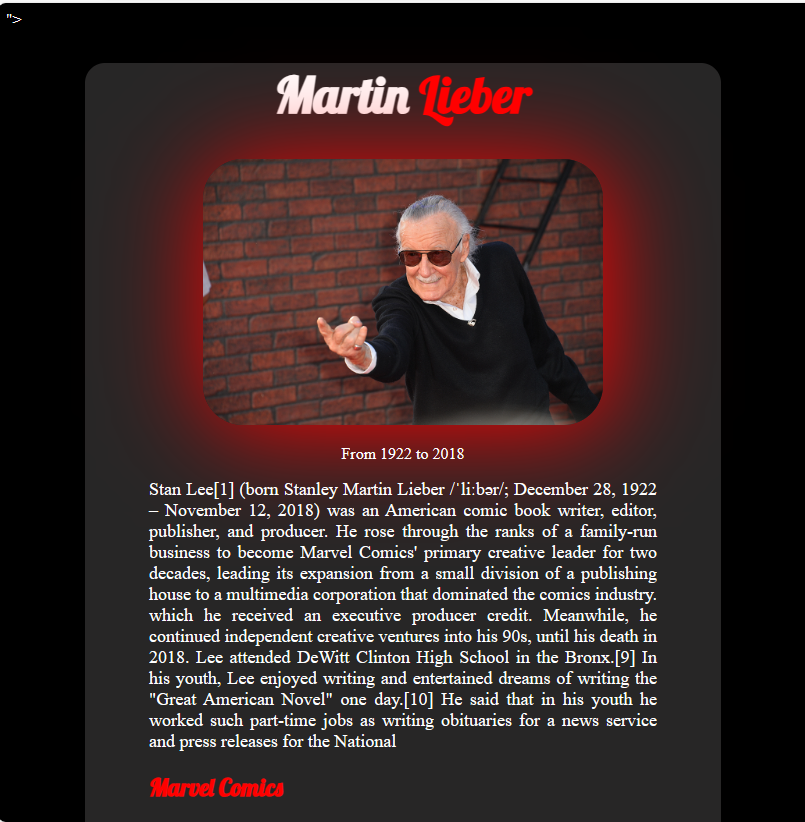 ">
Martin Lieber
From 1922 to 2018
Stan Lee[1] (born Stanley Martin Lieber /ˈliːbər/; December 28, 1922
– November 12, 2018) was an American comic book writer, editor,
publisher, and producer. He rose through the ranks of a family-run
business to become Marvel Comics' primary creative leader for two
decades, leading its expansion from a small division of a publishing
house to a multimedia corporation that dominated the comics industry.
which he received an executive producer credit. Meanwhile, he
continued independent creative ventures into his 90s, until his death in
2018. Lee attended DeWitt Clinton High School in the Bronx.[9] In
his youth, Lee enjoyed writing and entertained dreams of writing the
"Great American Novel" one day.[10] He said that in his youth he
worked such part-time jobs as writing obituaries for a news service
and press releases for the National
Marvel Comics